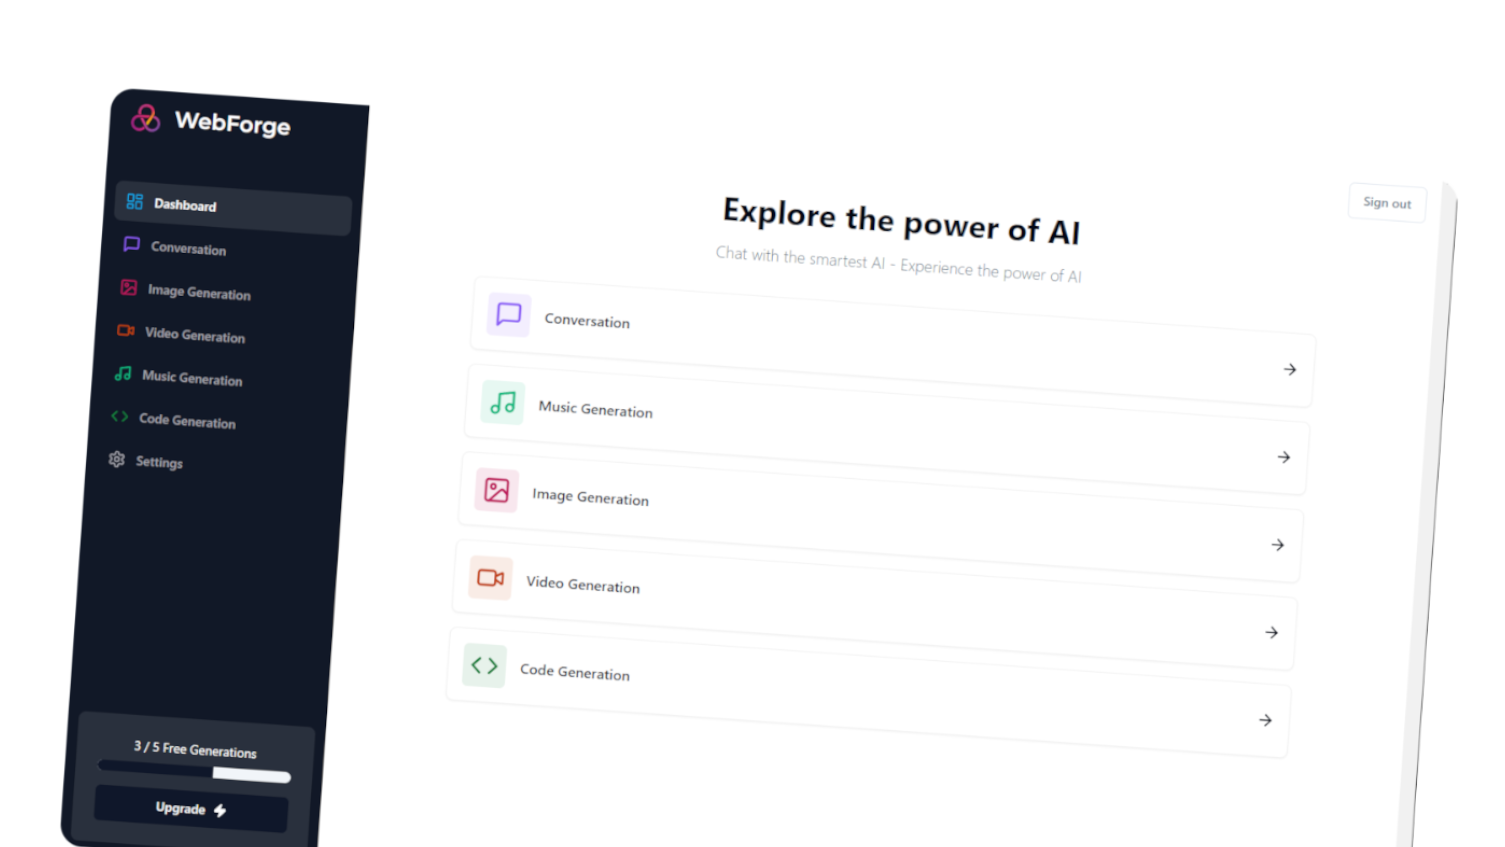 WebForge
Dashboard
Conversation
Image Generation
Video Generation
Music Generation
Code Generation
Settings
3 / 5 Free Generations
Upgrade
Sign out
Explore the power of AI
Chat with the smartest AI - Experience the power of AI
Conversation
Music Generation
Image Generation
Video Generation
Code Generation